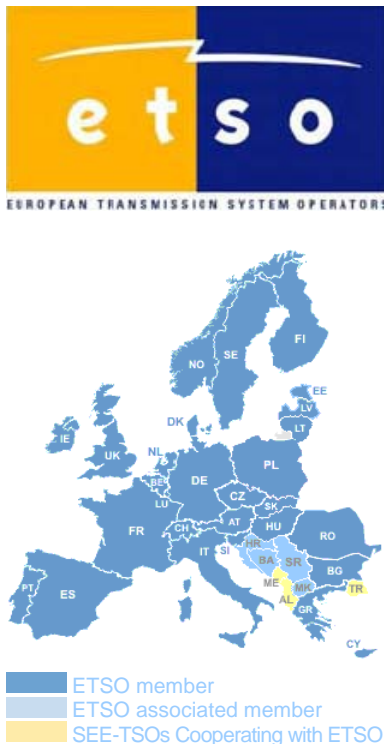 etso
EUROPEAN TRANSMISSION SYSTEM OPERATORS
FI
NO
SE
EE
LV
DK
LT
IE
NL
UK
PL
BE
DE
LU
CZ
SK
FR
CH
AT
HU
RO
SI
HR
IT
BA
SR
BG
PT
ES
ME
MK
TR
AL
GR
CY
ETSO member
ETSO associated member
SEE-TSOs Cooperating with ETSO